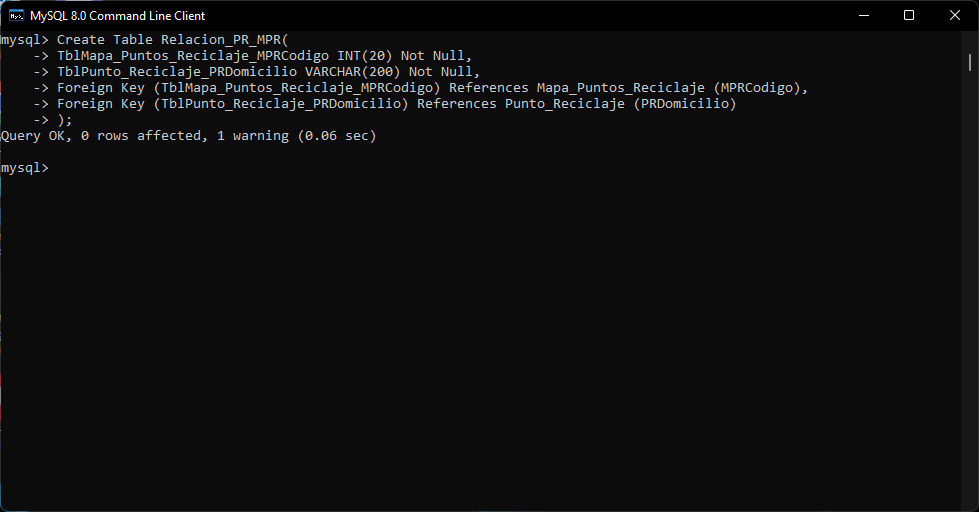 MySQL 8.0 Command Line Client
mysql> Create Table Relacion_PR_MPR(
    -> TblMapa_Puntos_Reciclaje_MPRCodigo INT(20) Not Null,
    -> TblPunto_Reciclaje_PRDomicilio VARCHAR(200) Not Null,
    -> Foreign Key (TblMapa_Puntos_Reciclaje_MPRCodigo) References Mapa_Puntos_Reciclaje (MPRCodigo),
    -> Foreign Key (TblPunto_Reciclaje_PRDomicilio) References Punto_Reciclaje (PRDomicilio)
    -> );
Query OK, 0 rows affected, 1 warning (0.06 sec)
mysql>